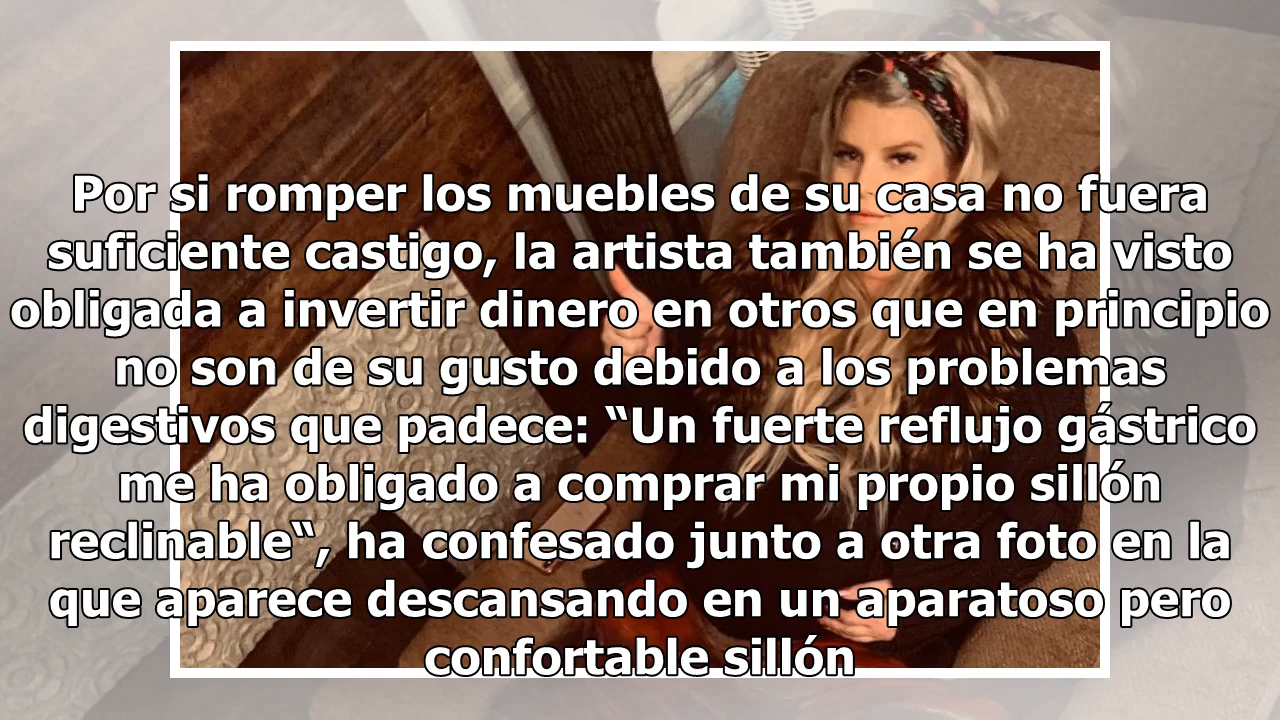 Por si romper los muebles de su casa no fuera
suficiente castigo, la artista también se ha visto
obligada a invertir dinero en otros que en principio
no son de su gusto debido a los problemas
digestivos que padece: “Un fuerte reflujo gástrico
me ha obligado a comprar mi propio sillón
reclinable“, ha confesado junto a otra foto en la
que aparece descansando en un aparatoso pero
confortable sillón